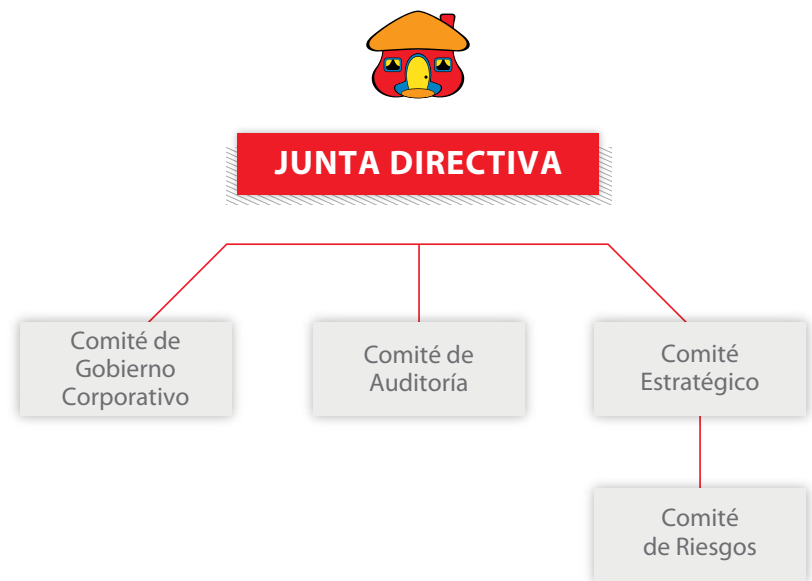 JUNTA DIRECTIVA
Comité de
Gobierno
Corporativo
Comité de
Auditoría
Comité
Estratégico
Comité
de Riesgos